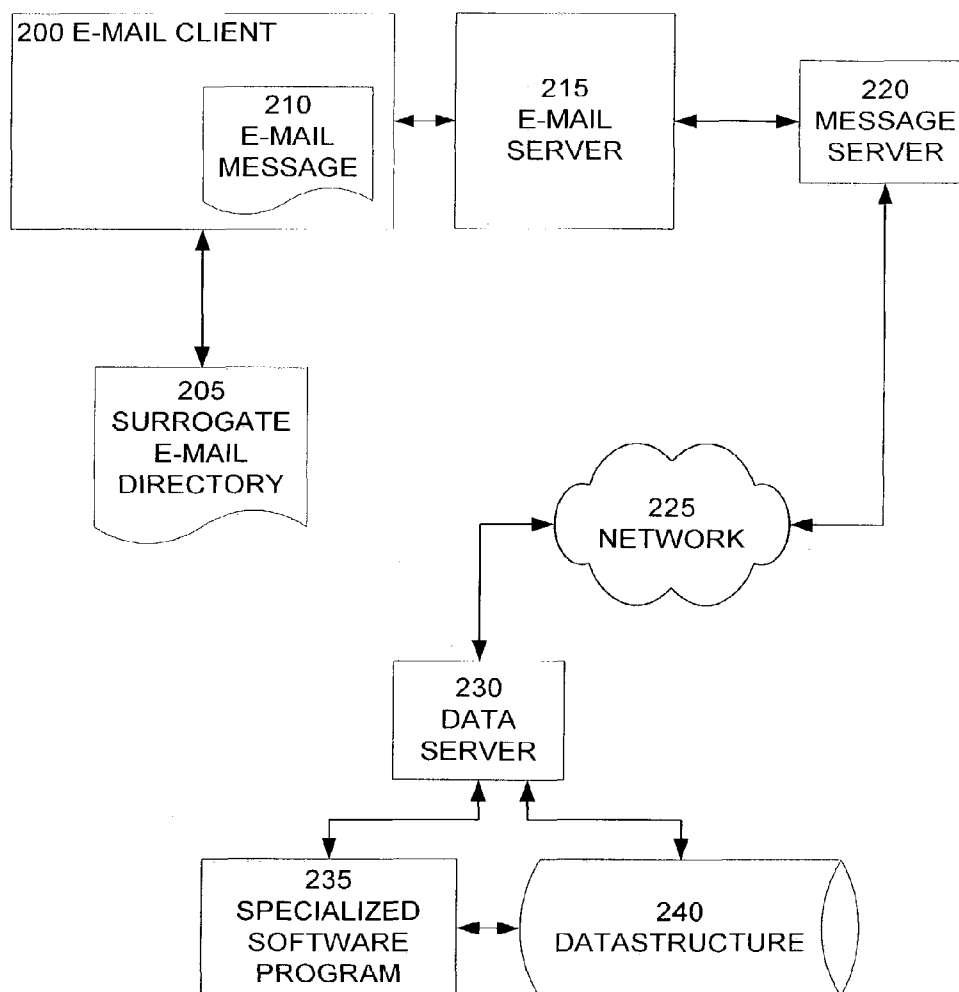 200 E-MAIL CLIENT
210
E-MAIL
MESSAGE
215
E-MAIL
SERVER
220
MESSAGE
SERVER
205
SURROGATE
E-MAIL
DIRECTORY
225
NETWORK
230
DATA
SERVER
235
SPECIALIZED
SOFTWARE
PROGRAM
240
DATASTRUCTURE